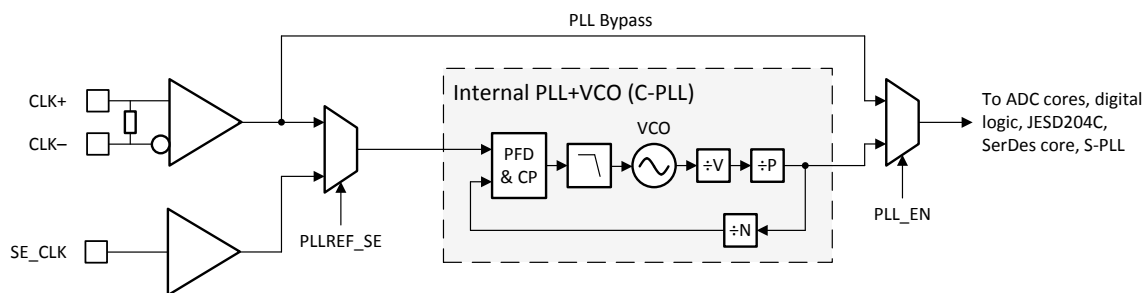 PLL Bypass
CLK+
CLK–
Internal PLL+VCO (C-PLL)
VCO
PFD
& CP
÷V
÷P
÷N
To ADC cores, digital
logic, JESD204C,
SerDes core, S-PLL
PLL_EN
PLLREF_SE
SE_CLK